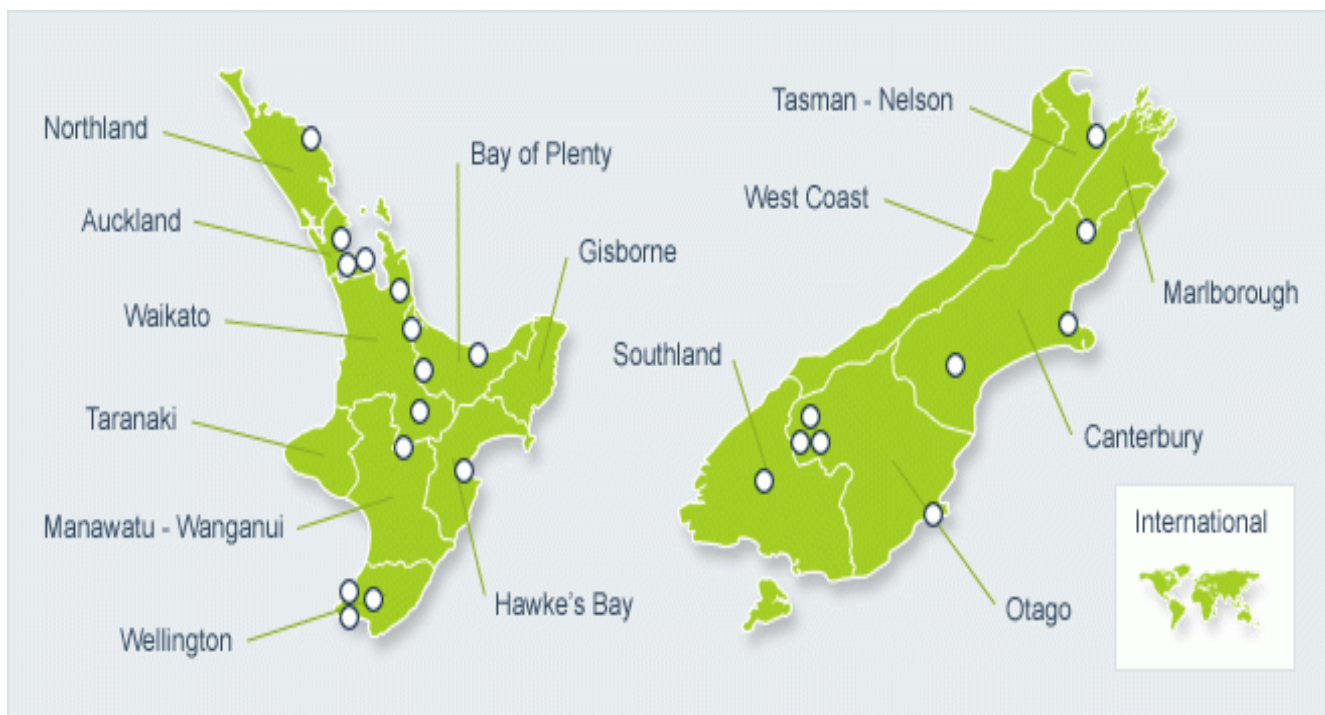 Northland
Auckland
Waikato
Taranaki
Manawatu - Wanganui
Wellington
Bay of Plenty
Gisborne
Hawke's Bay
Tasman - Nelson
West Coast
Southland
Marlborough
Canterbury
Otago
International